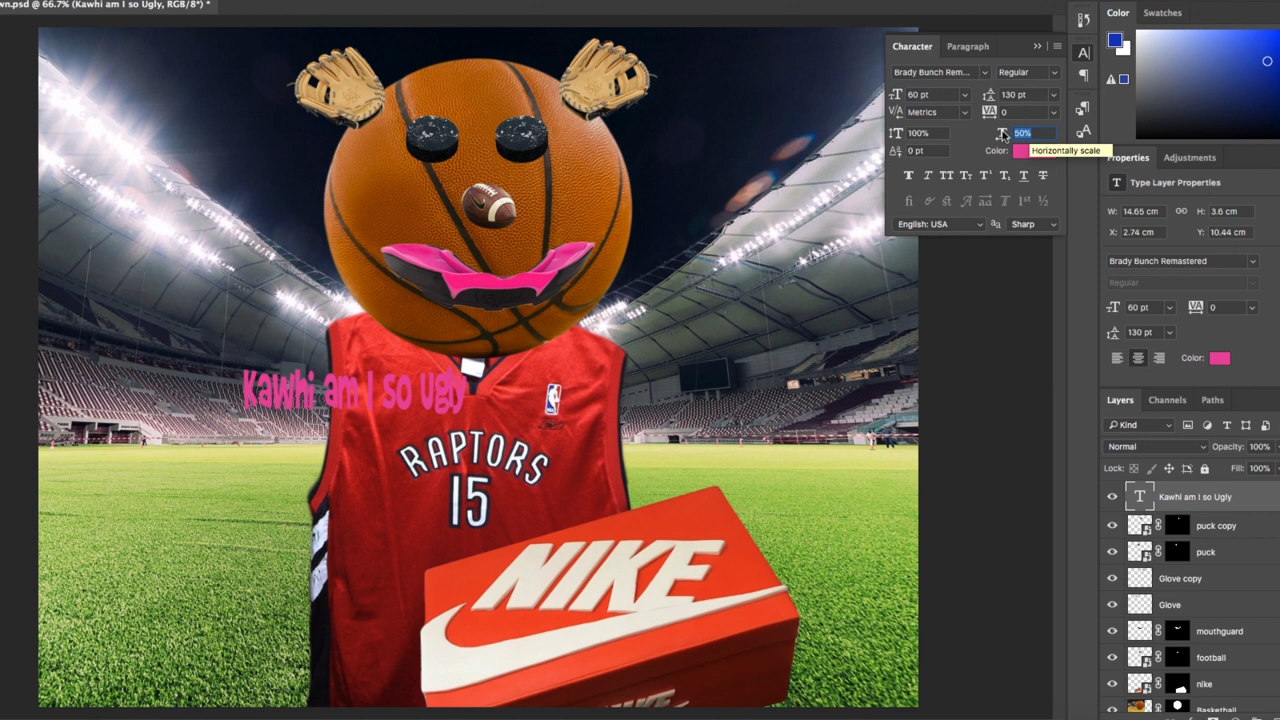 wn.psd @ 66.7% (Kawhi am I so Ugly, RGB/8*) *
Color Swatches
Character Paragraph
Brady Bunch Rem... Regular
60 pt 130 pt
Metrics 0
100% 50%
0 pt Color:
Horizontally scale
English: USA Sharp
Properties Adjustments
Type Layer Properties
W: 14.65 cm H: 3.6 cm
X: 2.74 cm Y: 10.44 cm
Brady Bunch Remastered
Regular
60 pt 0
130 pt
Color:
Layers Channels Paths
Kind
Normal Opacity: 100%
Lock: Fill: 100%
Kawhi am I so Ugly
puck copy
puck
Glove copy
Glove
mouthguard
football
nike
Basketball
Kawhi am I so Ugly
RAPTORS
15
NIKE